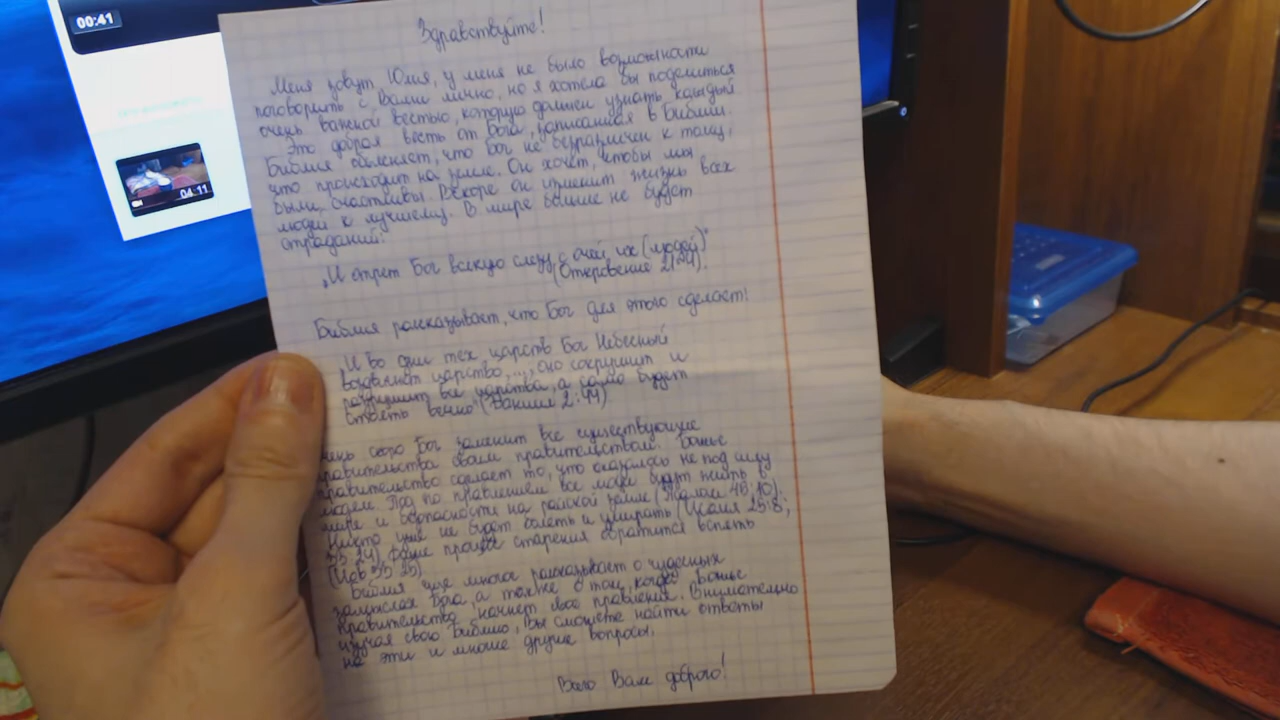 00:41
04:11
Здравствуйте!
Меня зовут Юлия, у меня не было возможности
поговорить с Вами лично, но я хотела бы поделиться
очень важной вестью, которую должен узнать каждый.
Это добрая весть от Бога, записанная в Библии.
Библия объясняет, что Бог не безразличен к тому,
что происходит на земле. Он хочет, чтобы мы
были счастливы. Вскоре он изменит жизнь всех
людей к лучшему. В мире больше не будет
страданий:
„И отрет Бог всякую слезу с очей их (людей)"
(Откровение 21:4).
Библия рассказывает, что Бог для этого сделает!
И во дни тех царств Бог Небесный
воздвигнет царство,..., оно сокрушит и
разрушит все царства, а само будет
стоять вечно" (Даниил 2:44)
чень скоро Бог заменит все существующие
правительства своим правительством. Божье
правительство сделает то, что оказалось не под силу
людям. Под по правлением все люди будут жить в
мире и безопасности на райской земле (Псалом 10).
Никто уже не будет болеть и умирать (Исаия 25:8;
33:24), даже процесс старения обратится вспять
(Иов 33:25).
Библия еще многое рассказывает о чудесных
замыслах Бога, а также о том, когда Божье
правительство начнет своё правление. Внимательно
изучая свою Библию, Вы сможете найти ответы
на эти и многие другие вопросы.
Всего Вам доброго!